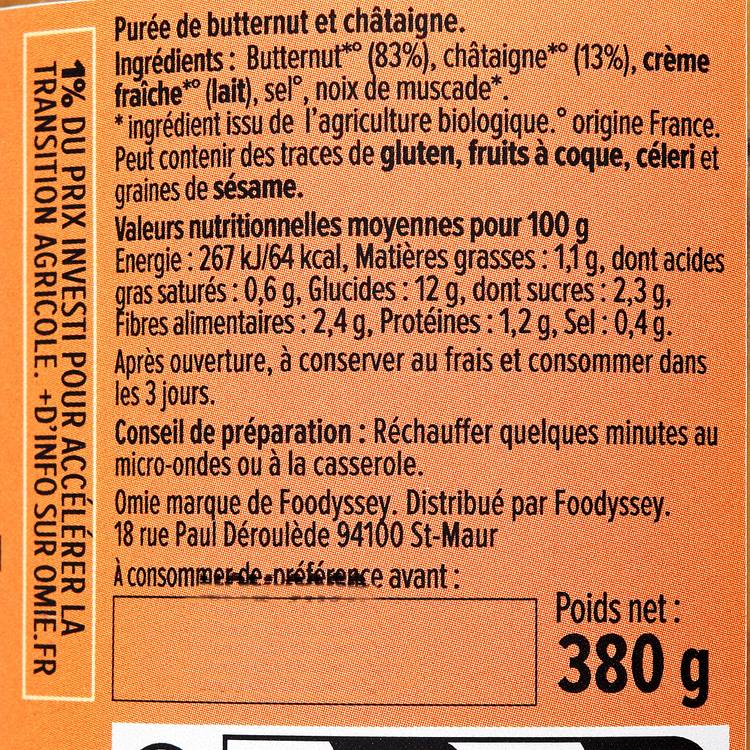 Purée de butternut et châtaigne.
Ingrédients : Butternut*° (83%), châtaigne*° (13%), crème
fraîche*° (lait), sel°, noix de muscade*.
* ingrédient issu de l'agriculture biologique.° origine France.
Peut contenir des traces de gluten, fruits à coque, céleri et
graines de sésame.
Valeurs nutritionnelles moyennes pour 100 g
Energie : 267 kJ/64 kcal, Matières grasses : 1,1 g, dont acides
gras saturés : 0,6 g, Glucides : 12 g, dont sucres : 2,3 g,
Fibres alimentaires : 2,4 g, Protéines : 1,2 g, Sel : 0,4 g.
Après ouverture, à conserver au frais et consommer dans
les 3 jours.
Conseil de préparation : Réchauffer quelques minutes au
micro-ondes ou à la casserole.
Omie marque de Foodyssey. Distribué par Foodyssey.
18 rue Paul Déroulède 94100 St-Maur
À consommer de préférence avant :
Poids net :
380 g
1% DU PRIX INVESTI POUR ACCÉLÉRER LA
TRANSITION AGRICOLE. +D'INFO SUR OMIE.FR